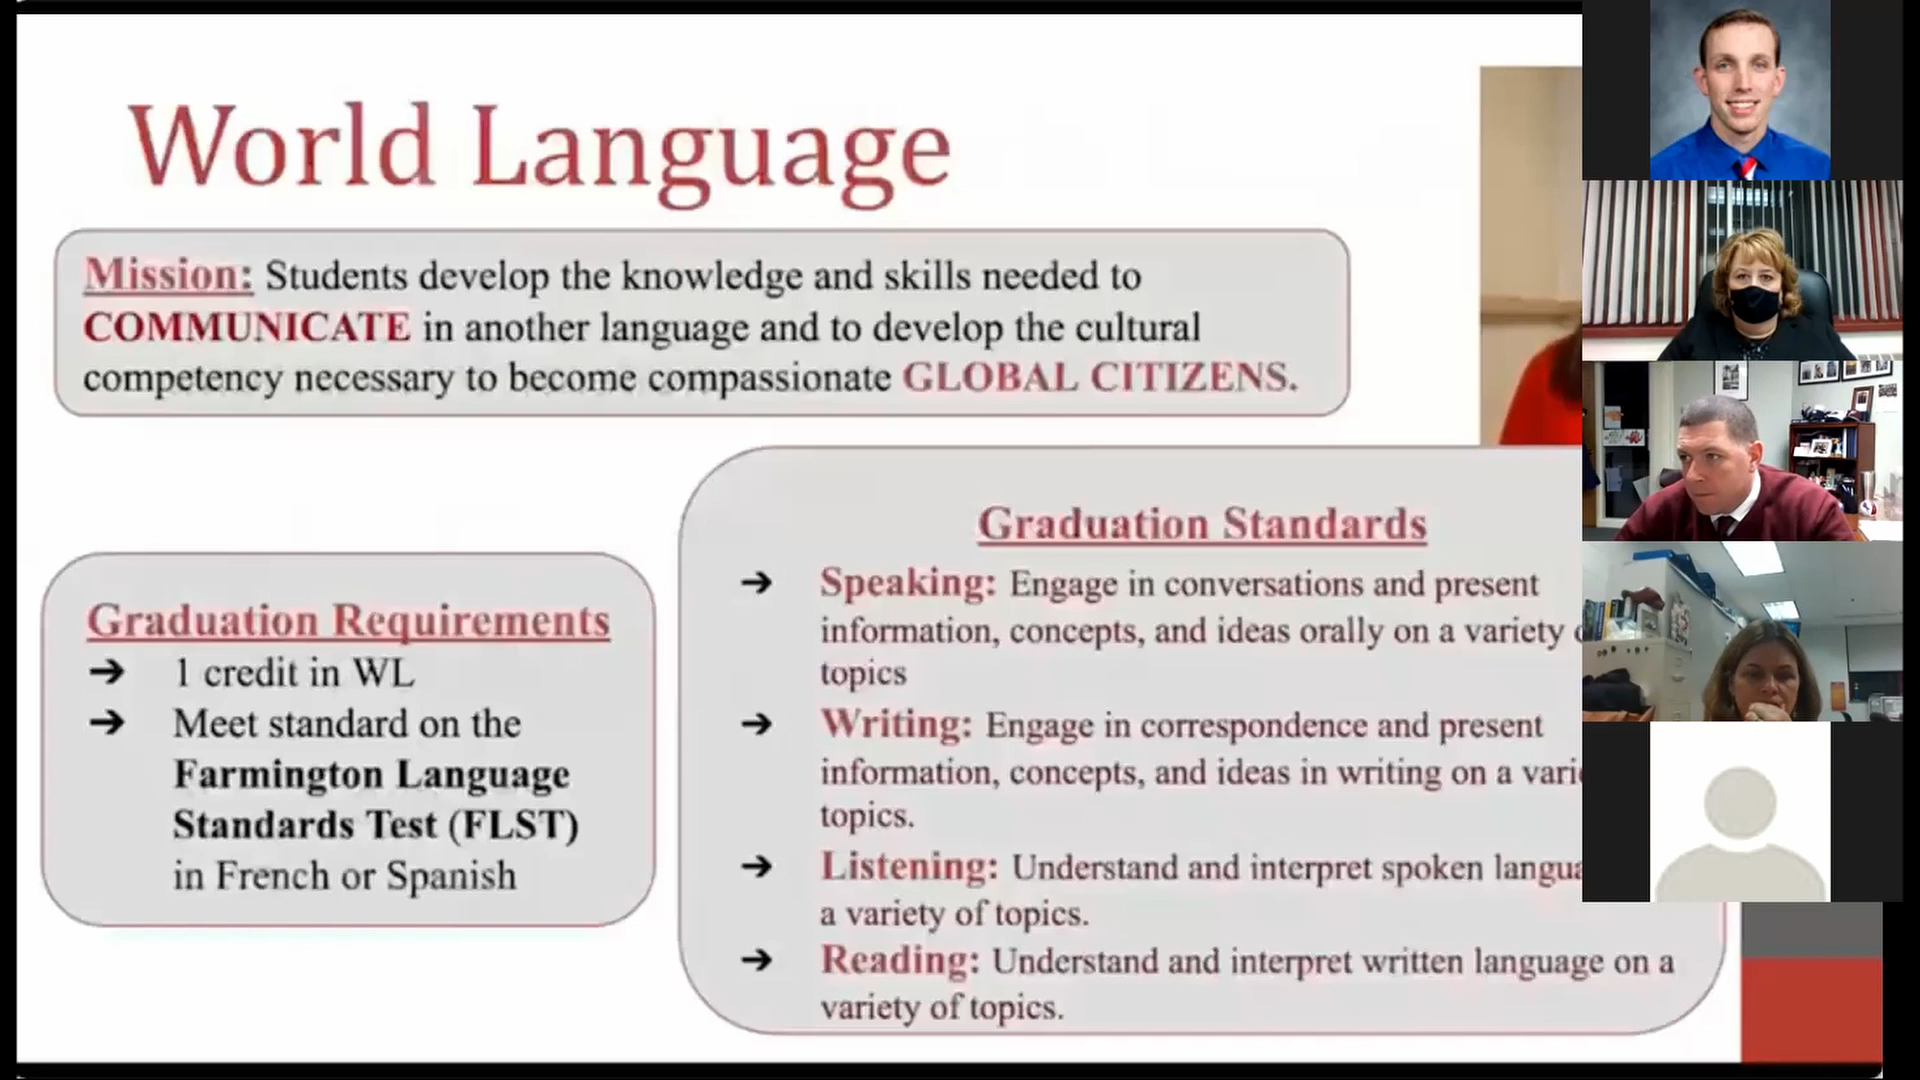 World Language
Mission: Students develop the knowledge and skills needed to
COMMUNICATE in another language and to develop the cultural
competency necessary to become compassionate GLOBAL CITIZENS.
Graduation Requirements
➔ 1 credit in WL
➔ Meet standard on the
Farmington Language
Standards Test (FLST)
in French or Spanish
Graduation Standards
➔ Speaking: Engage in conversations and present
information, concepts, and ideas orally on a variety
topics
➔ Writing: Engage in correspondence and present
information, concepts, and ideas in writing on a
topics.
➔ Listening: Understand and interpret spoken
a variety of topics.
➔ Reading: Understand and interpret written language on a
variety of topics.